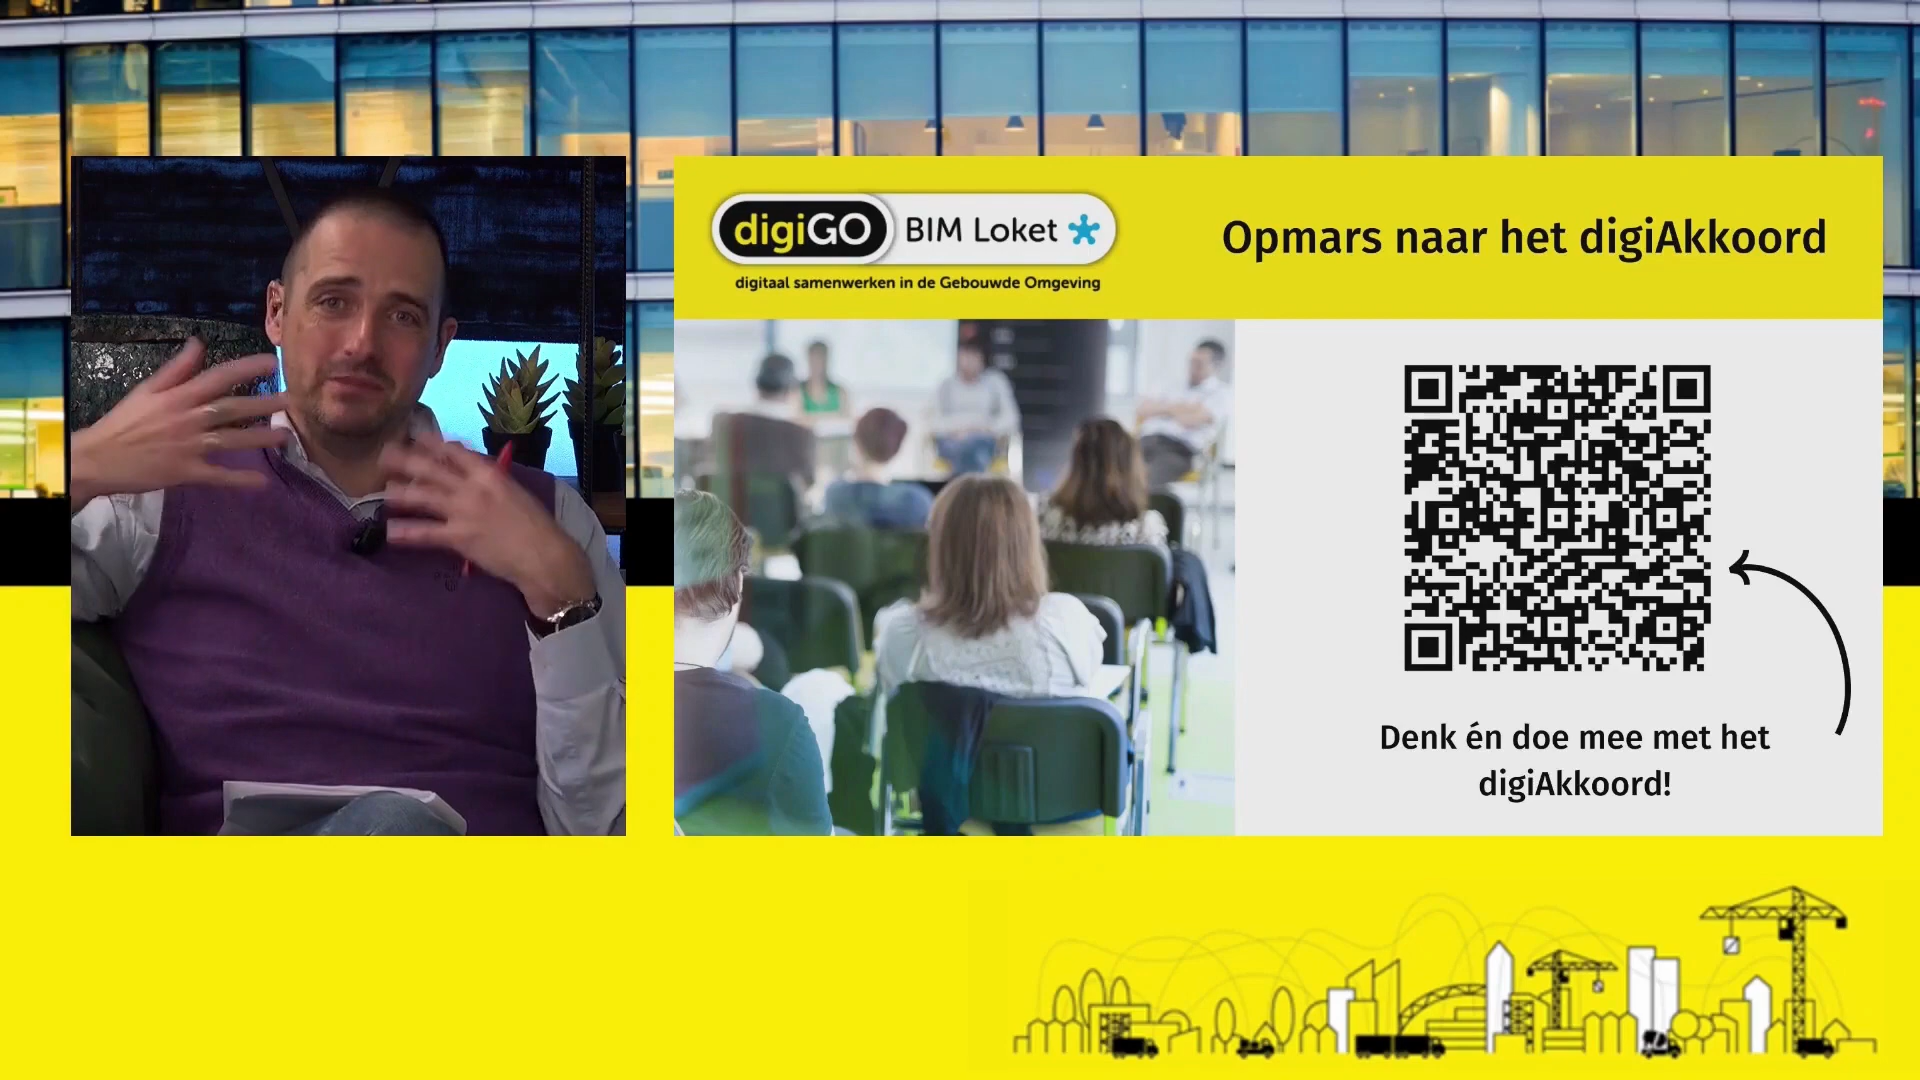 digiGO BIM Loket
digitaal samenwerken in de Gebouwde Omgeving
Opmars naar het digiAkkoord
Denk én doe mee met het
digiAkkoord!